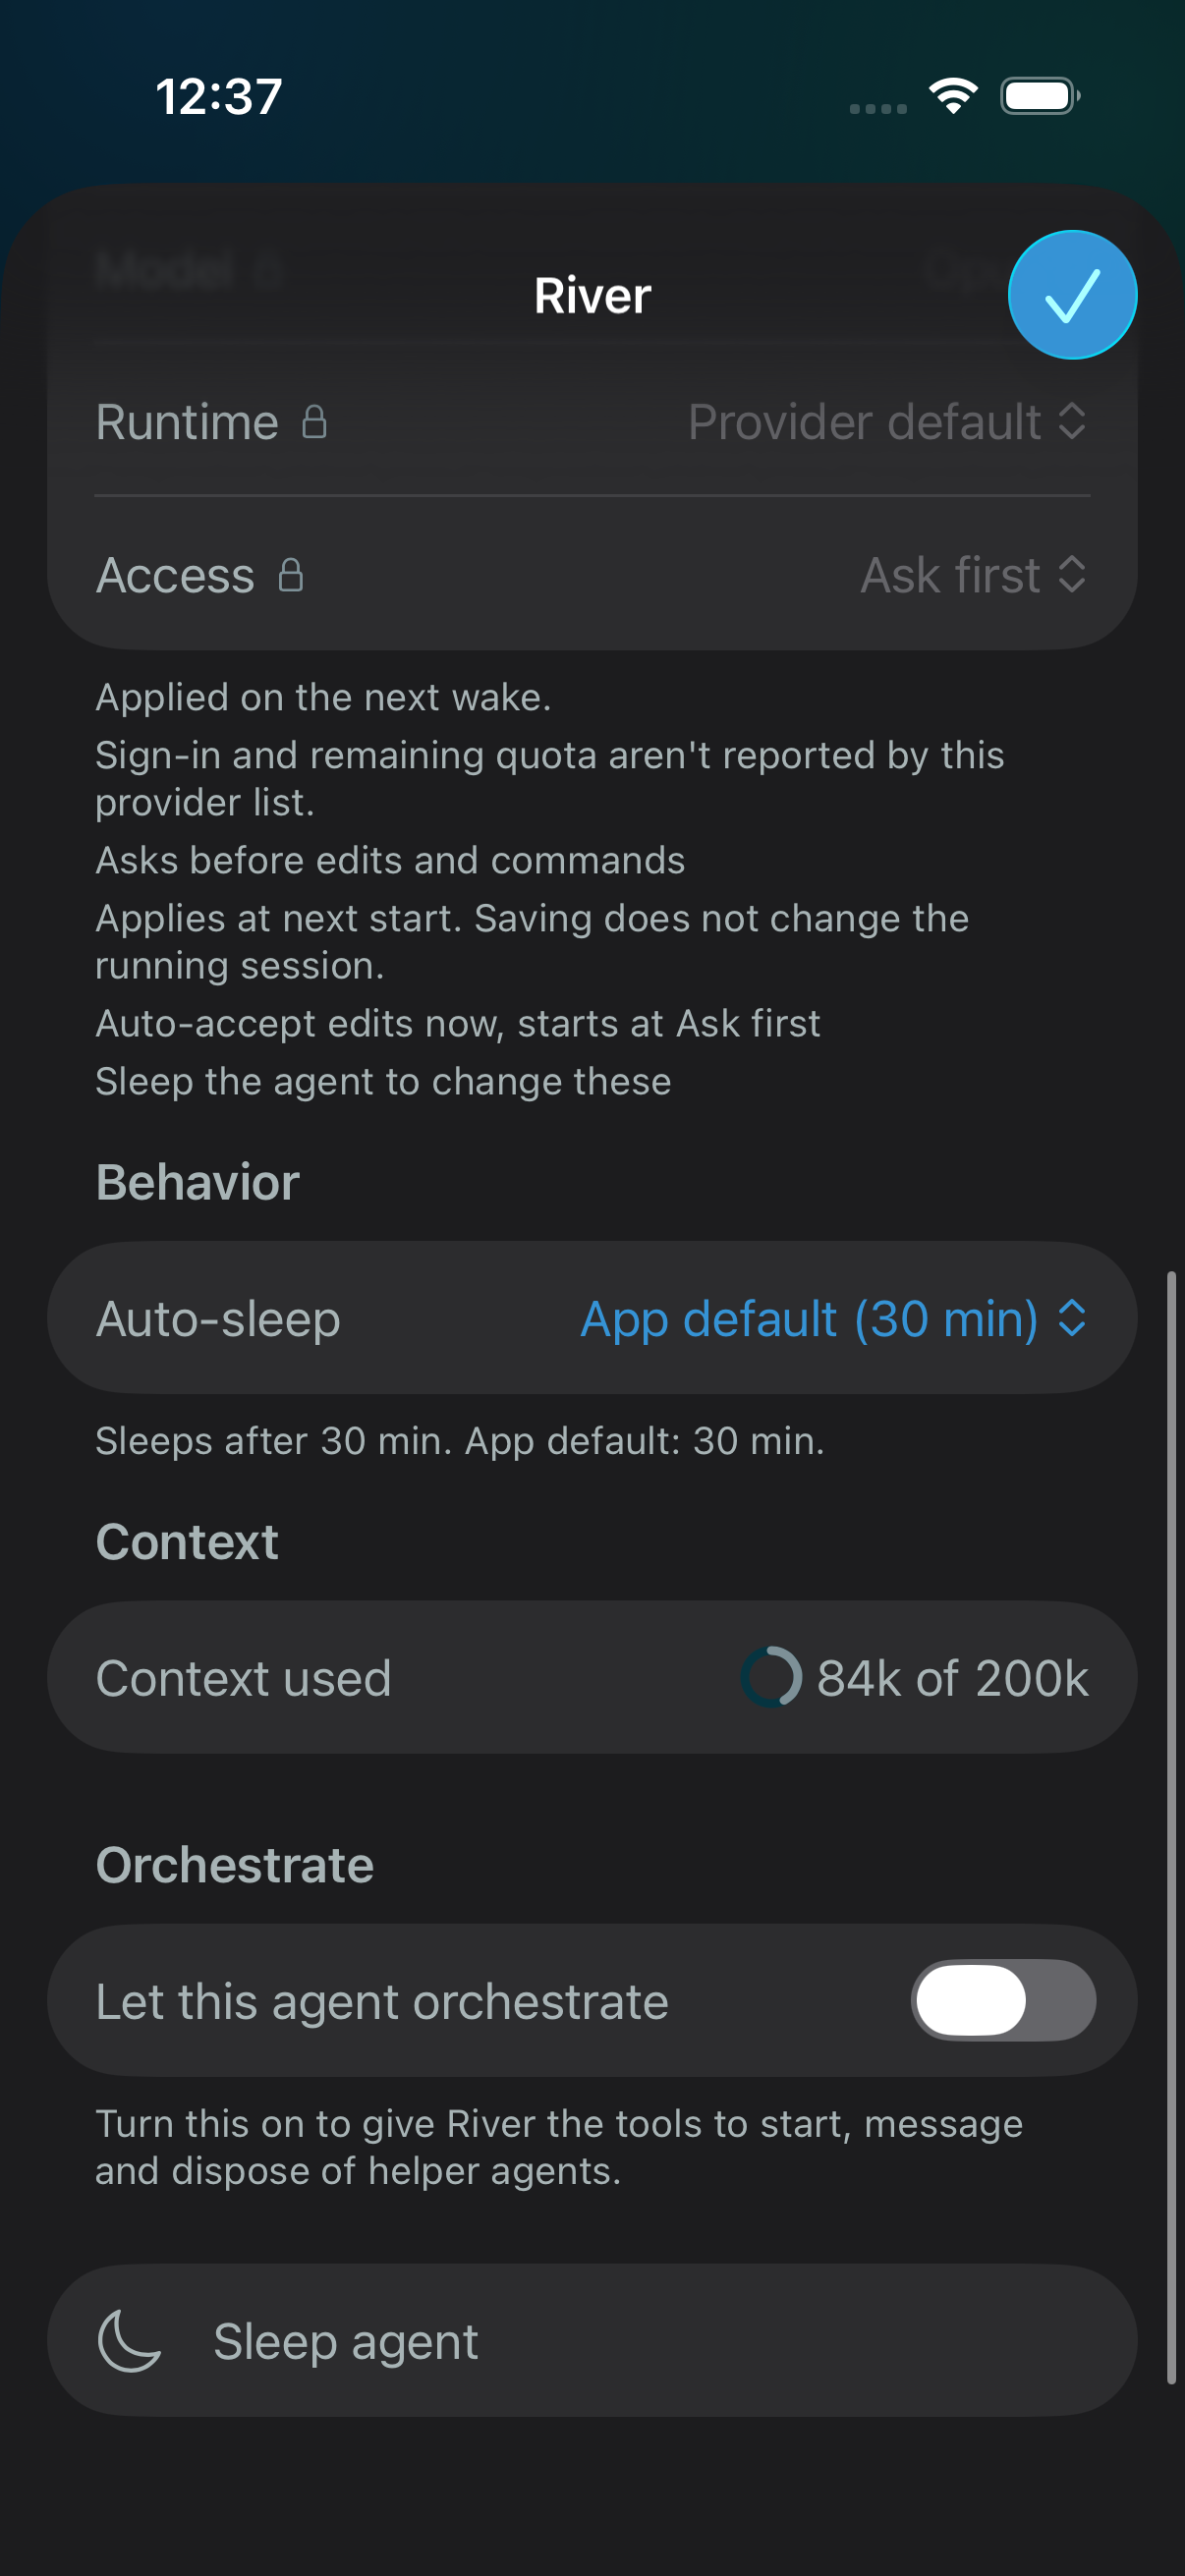 12:37
Model
River
Runtime
Provider default
Access
Ask first
Applied on the next wake.
Sign-in and remaining quota aren't reported by this
provider list.
Asks before edits and commands
Applies at next start. Saving does not change the
running session.
Auto-accept edits now, starts at Ask first
Sleep the agent to change these
Behavior
Auto-sleep
App default (30 min)
Sleeps after 30 min. App default: 30 min.
Context
Context used
84k of 200k
Orchestrate
Let this agent orchestrate
Turn this on to give River the tools to start, message
and dispose of helper agents.
Sleep agent